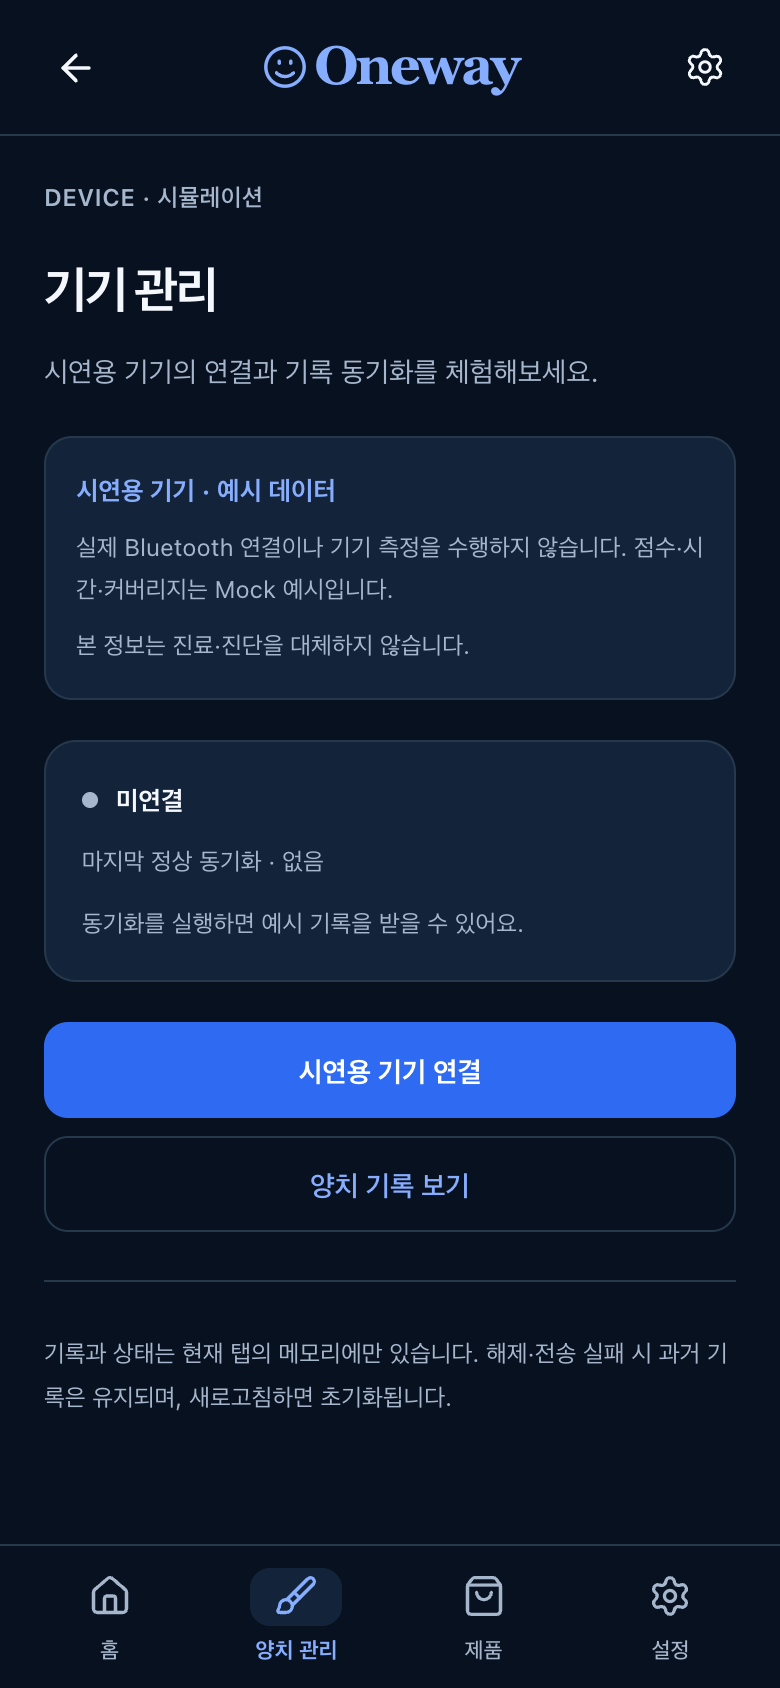 Oneway
DEVICE · 시뮬레이션
기기 관리
시연용 기기의 연결과 기록 동기화를 체험해보세요.
시연용 기기 · 예시 데이터
실제 Bluetooth 연결이나 기기 측정을 수행하지 않습니다. 점수·시
간·커버리지는 Mock 예시입니다.
본 정보는 진료·진단을 대체하지 않습니다.
미연결
마지막 정상 동기화 · 없음
동기화를 실행하면 예시 기록을 받을 수 있어요.
시연용 기기 연결
양치 기록 보기
기록과 상태는 현재 탭의 메모리에만 있습니다. 해제·전송 실패 시 과거 기
록은 유지되며, 새로고침하면 초기화됩니다.
홈
양치 관리
제품
설정